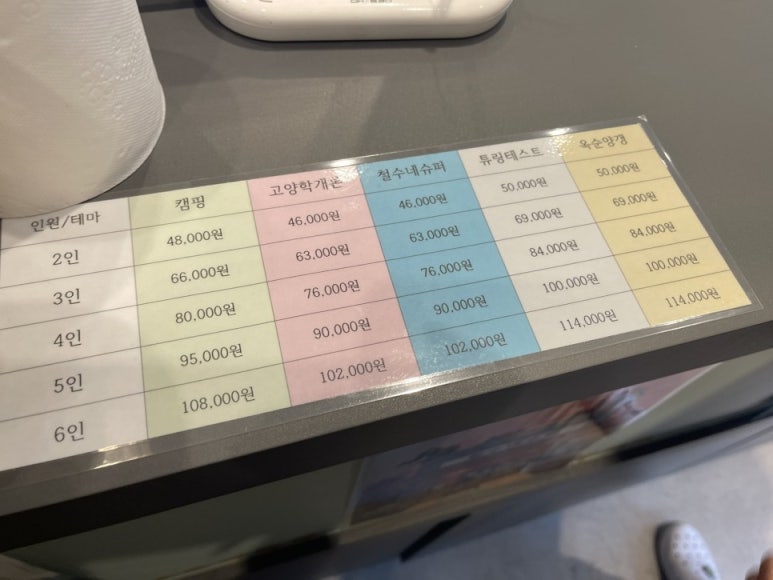 인원/테마 캠핑 고양학개론 철수네슈퍼 튜링테스트 옥순양갱
2인 48,000원 46,000원 46,000원 50,000원 50,000원
3인 66,000원 63,000원 63,000원 69,000원 69,000원
4인 80,000원 76,000원 76,000원 84,000원 84,000원
5인 95,000원 90,000원 90,000원 100,000원 100,000원
6인 108,000원 102,000원 102,000원 114,000원 114,000원